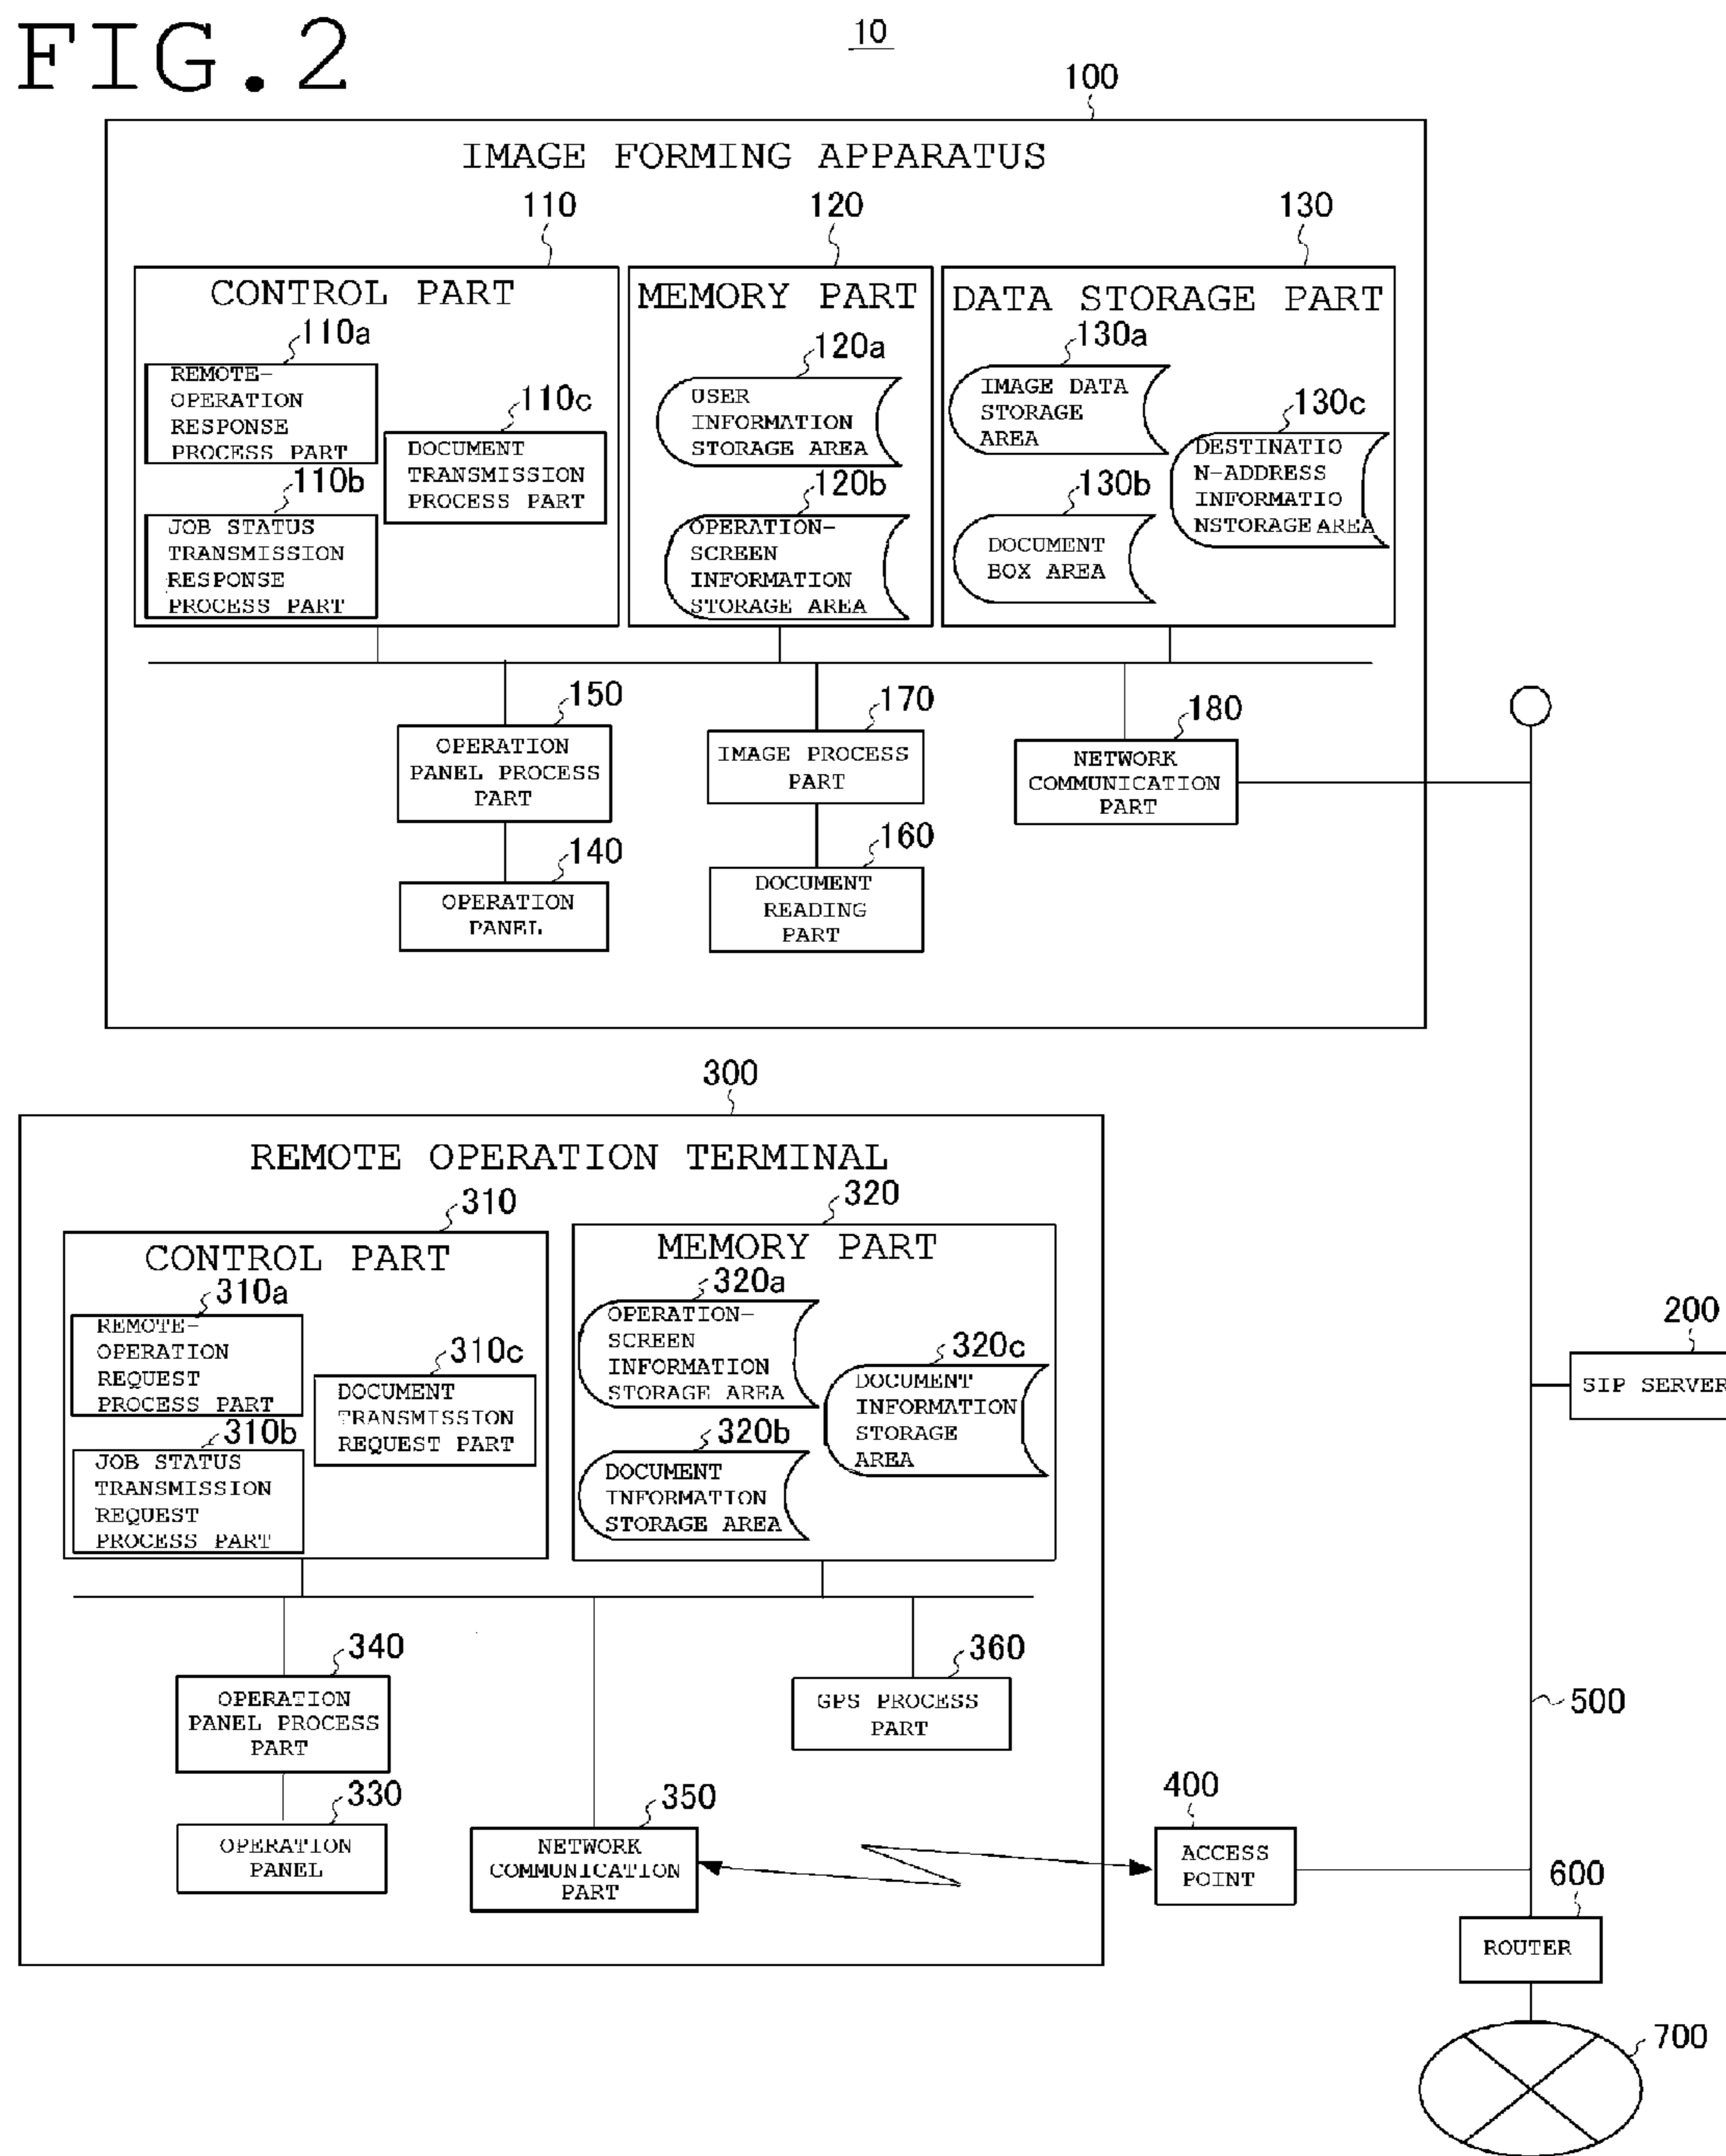 FIG.2
10
100
IMAGE FORMING APPARATUS
110
120
130
CONTROL PART
110a
REMOTE-
OPERATION
RESPONSE
PROCESS PART
110c
DOCUMENT
TRANSMISSION
PROCESS PART
110b
JOB STATUS
TRANSMISSION
RESPONSE
PROCESS PART
MEMORY PART
120a
USER
INFORMATION
STORAGE AREA
120b
OPERATION-
SCREEN
INFORMATION
STORAGE AREA
DATA STORAGE PART
130a
IMAGE DATA
STORAGE
AREA
130c
DESTINATIO
N-ADDRESS
INFORMATIO
NSTORAGE AREA
130b
DOCUMENT
BOX AREA
150
OPERATION
PANEL PROCESS
PART
140
OPERATION
PANEL
170
IMAGE PROCESS
PART
160
DOCUMENT
READING
PART
180
NETWORK
COMMUNICATION
PART
300
REMOTE OPERATION TERMINAL
310
CONTROL PART
310a
REMOTE-
OPERATION
REQUEST
PROCESS PART
310c
DOCUMENT
TRANSMISSION
REQUEST PART
310b
JOB STATUS
TRANSMISSION
REQUEST
PROCESS PART
320
MEMORY PART
320a
OPERATION-
SCREEN
INFORMATION
STORAGE AREA
320c
DOCUMENT
INFORMATION
STORAGE
AREA
320b
DOCUMENT
INFORMATION
STORAGE AREA
200
SIP SERVER
340
OPERATION
PANEL PROCESS
PART
330
OPERATION
PANEL
350
NETWORK
COMMUNICATION
PART
360
GPS PROCESS
PART
500
400
ACCESS
POINT
600
ROUTER
700